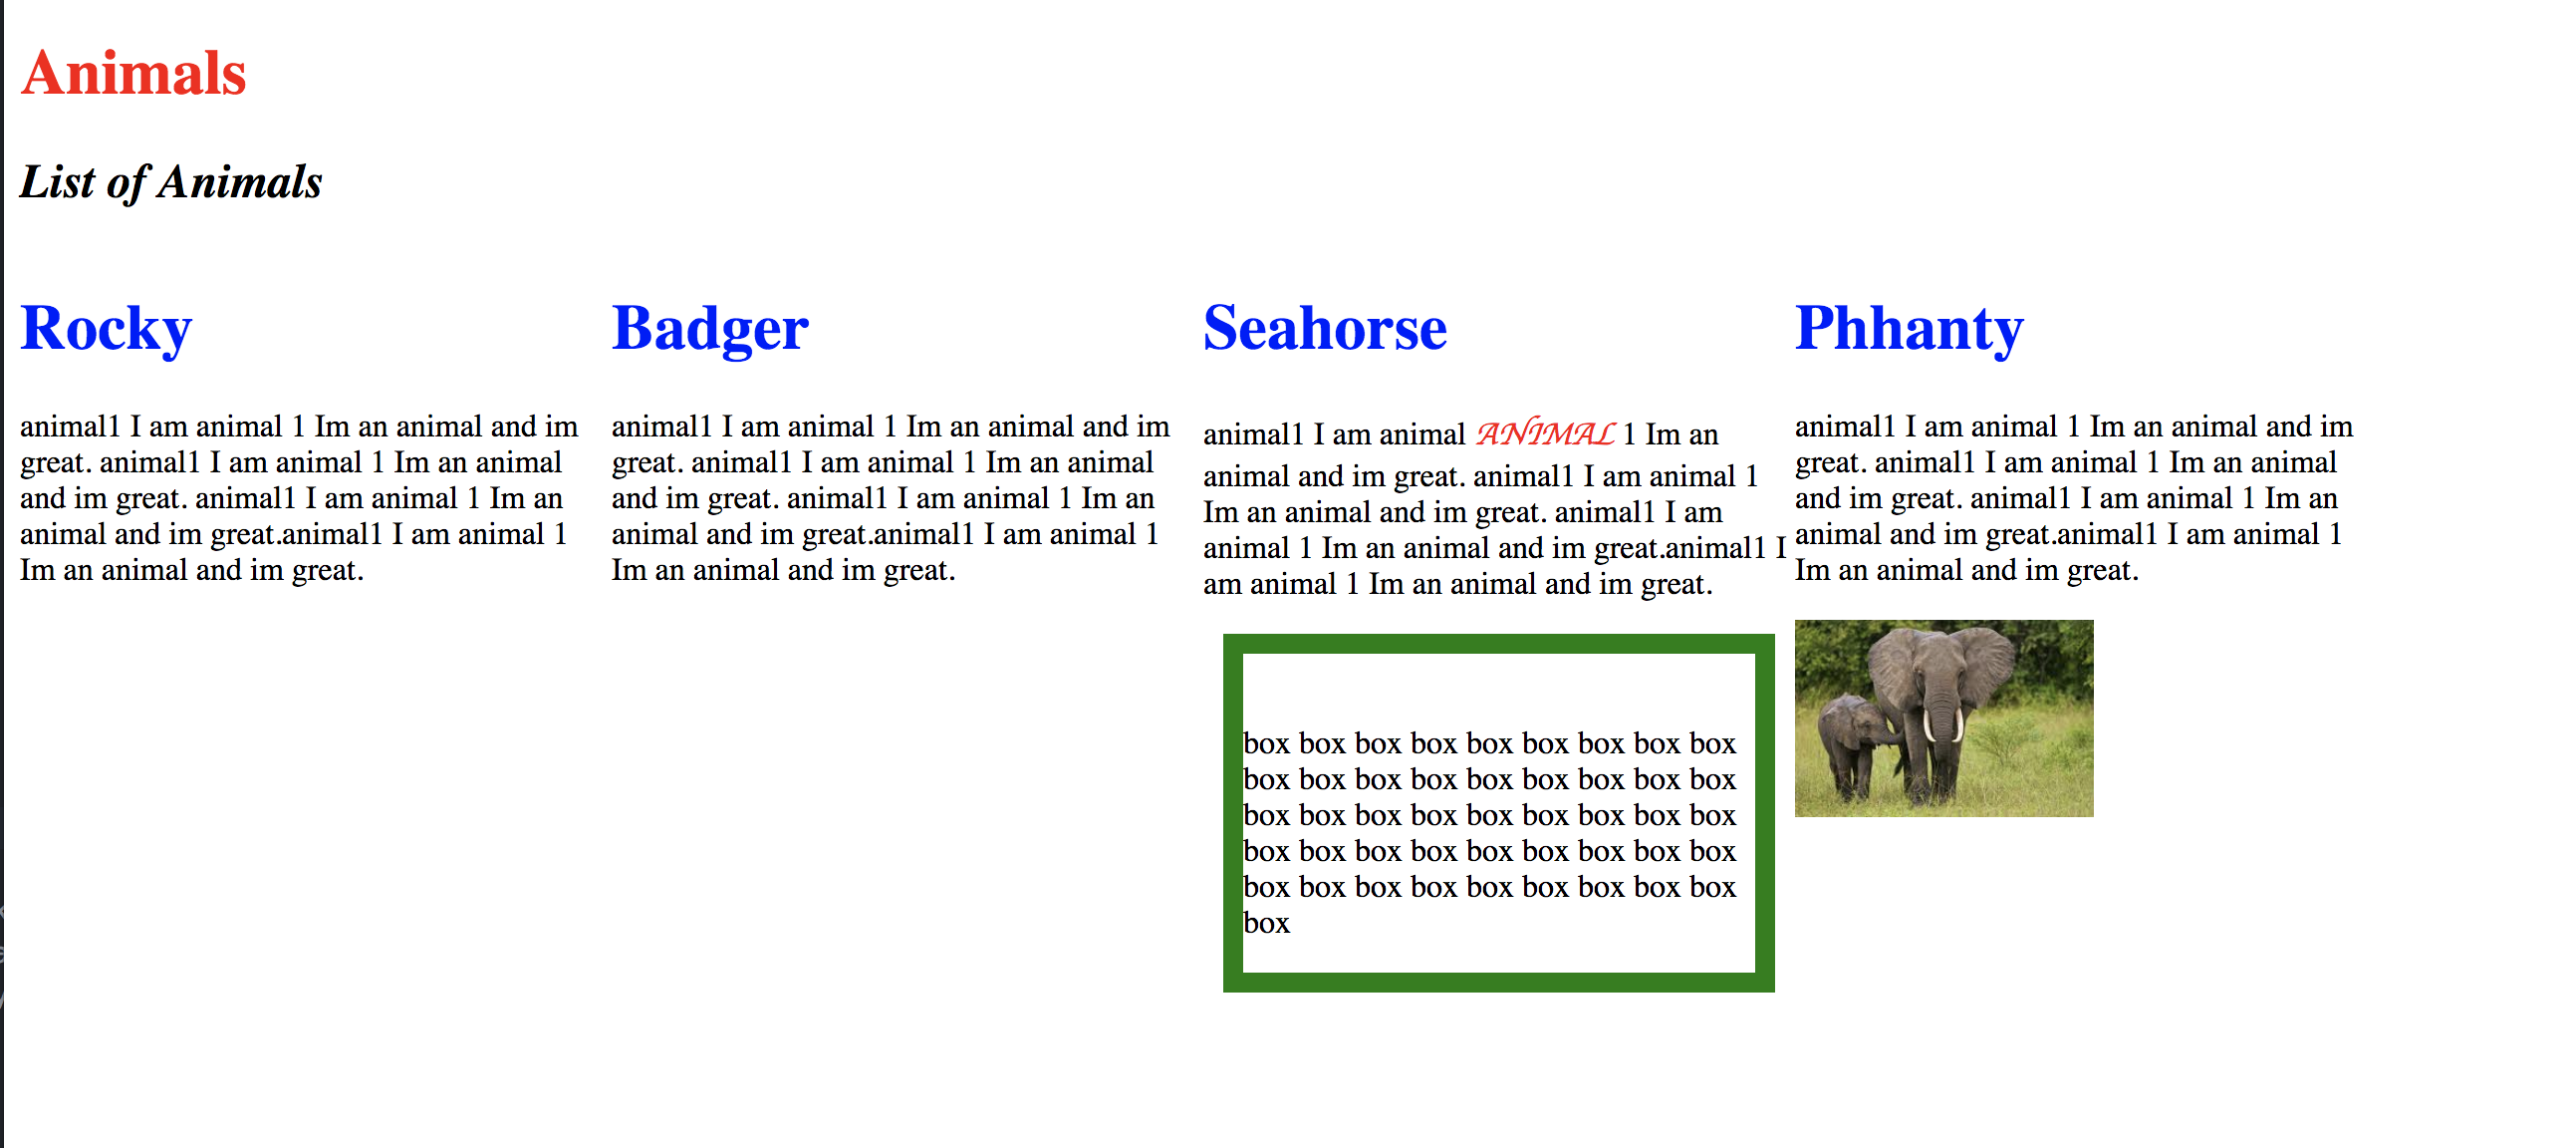 Animals
List of Animals
Rocky
animal1 I am animal 1 Im an animal and im
great. animal1 I am animal 1 Im an animal
and im great. animal1 I am animal 1 Im an
animal and im great.animal1 I am animal 1
Im an animal and im great.
Badger
animal1 I am animal 1 Im an animal and im
great. animal1 I am animal 1 Im an animal
and im great. animal1 I am animal 1 Im an
animal and im great.animal1 I am animal 1
Im an animal and im great.
Seahorse
animal1 I am animal ANIMAL 1 Im an
animal and im great. animal1 I am animal 1
Im an animal and im great. animal1 I am
animal 1 Im an animal and im great.animal1 I
am animal 1 Im an animal and im great.
box box box box box box box box box
box box box box box box box box box
box box box box box box box box box
box box box box box box box box box
box box box box box box box box box
box
Phhanty
animal1 I am animal 1 Im an animal and im
great. animal1 I am animal 1 Im an animal
and im great. animal1 I am animal 1 Im an
animal and im great.animal1 I am animal 1
Im an animal and im great.